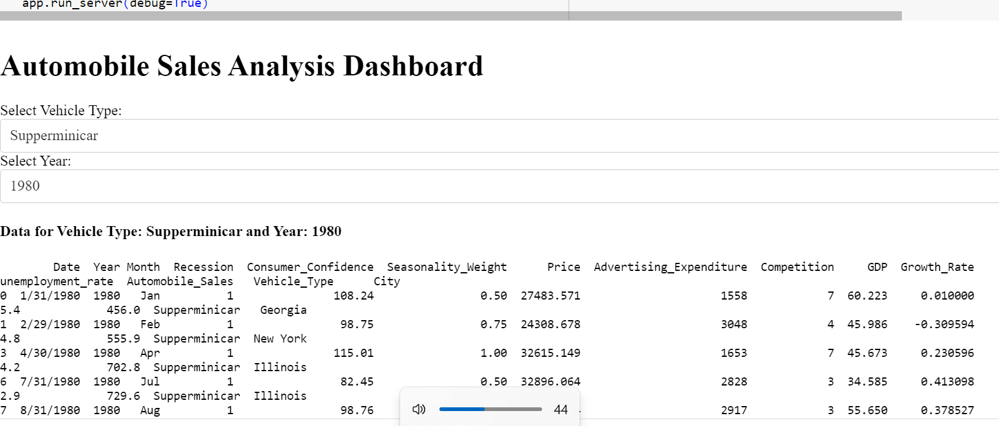 app.run_server(debug=True)
Automobile Sales Analysis Dashboard
Select Vehicle Type:
Supperminicar
Select Year:
1980
Data for Vehicle Type: Supperminicar and Year: 1980
Date Year Month Recession Consumer_Confidence Seasonality_Weight Price Advertising_Expenditure Competition GDP Growth_Rate
unemployment_rate Automobile_Sales Vehicle_Type City
0 1/31/1980 1980 Jan 1 108.24 0.50 27483.571 1558 7 60.223 0.010000
5.4 456.0 Supperminicar Georgia
1 2/29/1980 1980 Feb 1 98.75 0.75 24308.678 3048 4 45.986 -0.309594
4.8 555.9 Supperminicar New York
3 4/30/1980 1980 Apr 1 115.01 1.00 32615.149 1653 7 45.673 0.230596
4.2 702.8 Supperminicar Illinois
6 7/31/1980 1980 Jul 1 82.45 0.50 32896.064 2828 3 34.585 0.413098
2.9 729.6 Supperminicar Illinois
7 8/31/1980 1980 Aug 1 98.76 2917 3 55.650 0.378527
44